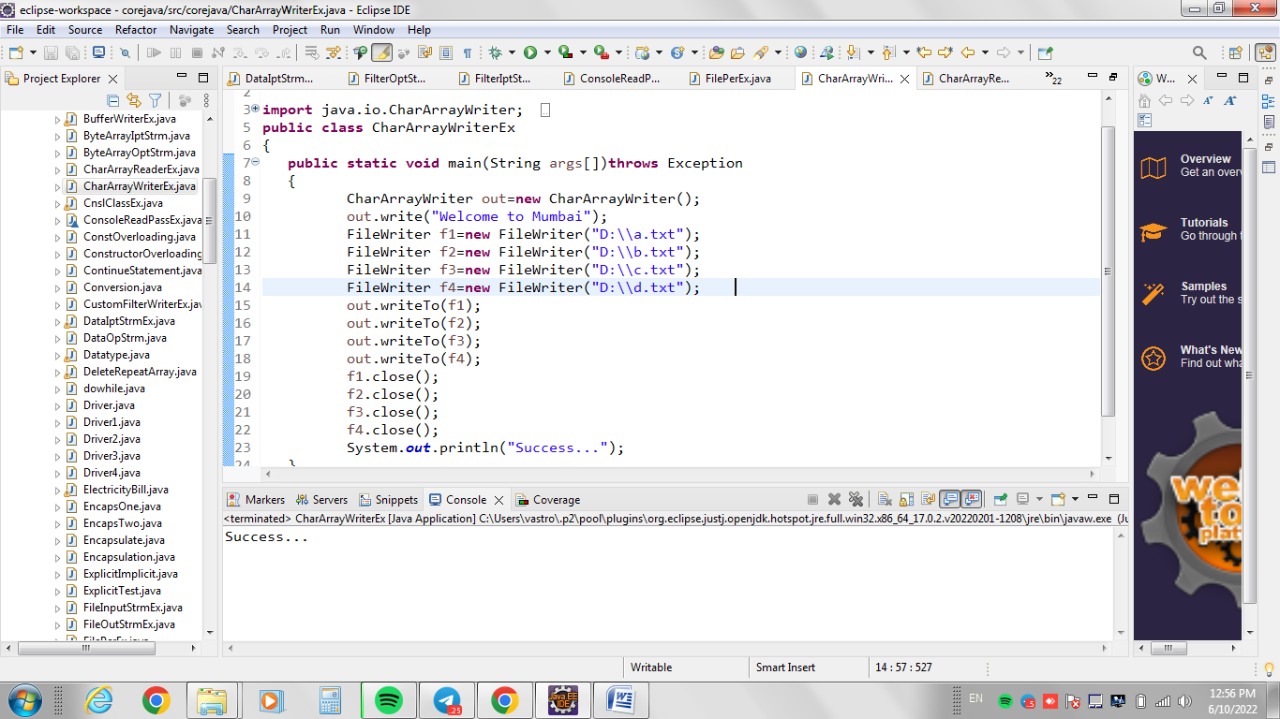 eclipse-workspace - corejava/src/corejava/CharArrayWriterEx.java - Eclipse IDE
File Edit Source Refactor Navigate Search Project Run Window Help
Project Explorer
BufferWriterEx.java
ByteArrayIptStrm.java
ByteArrayOptStrm.java
CharArrayReaderEx.java
CharArrayWriterEx.java
CnslClassEx.java
ConsoleReadPassEx.java
ConstOverloading.java
ConstructorOverloading.java
ContinueStatement.java
Conversion.java
CustomFilterWriterEx.java
DataIptStrmEx.java
DataOpStrm.java
Datatype.java
DeleteRepeatArray.java
dowhile.java
Driver.java
Driver1.java
Driver2.java
Driver3.java
Driver4.java
ElectricityBill.java
EncapsOne.java
EncapsTwo.java
Encapsulate.java
Encapsulation.java
ExplicitImplicit.java
ExplicitTest.java
FileInputStrmEx.java
FileOutStrmEx.java
FilePerEx.java
DataIptStrm... FilterOptSt... FilterIptSt... ConsoleReadP... FilePerEx.java CharArrayWri... CharArrayRe... »22
2
3 import java.io.CharArrayWriter;
5 public class CharArrayWriterEx
6 {
7 public static void main(String args[])throws Exception
8 {
9 CharArrayWriter out=new CharArrayWriter();
10 out.write("Welcome to Mumbai");
11 FileWriter f1=new FileWriter("D:\\a.txt");
12 FileWriter f2=new FileWriter("D:\\b.txt");
13 FileWriter f3=new FileWriter("D:\\c.txt");
14 FileWriter f4=new FileWriter("D:\\d.txt");
15 out.writeTo(f1);
16 out.writeTo(f2);
17 out.writeTo(f3);
18 out.writeTo(f4);
19 f1.close();
20 f2.close();
21 f3.close();
22 f4.close();
23 System.out.println("Success...");
24 }
Markers Servers Snippets Console Coverage
<terminated> CharArrayWriterEx [Java Application] C:\Users\vastro\.p2\pool\plugins\org.eclipse.justj.openjdk.hotspot.jre.full.win32.x86_64_17.0.2.v20220201-1208\jre\bin\javaw.exe (Ju
Success...
W...
Overview
Get an overv
Tutorials
Go through t
Samples
Try out the s
What's New
Find out wha
Welc
to
plat
Writable Smart Insert 14 : 57 : 527
Java EE
IDE
25
EN
12:56 PM
6/10/2022